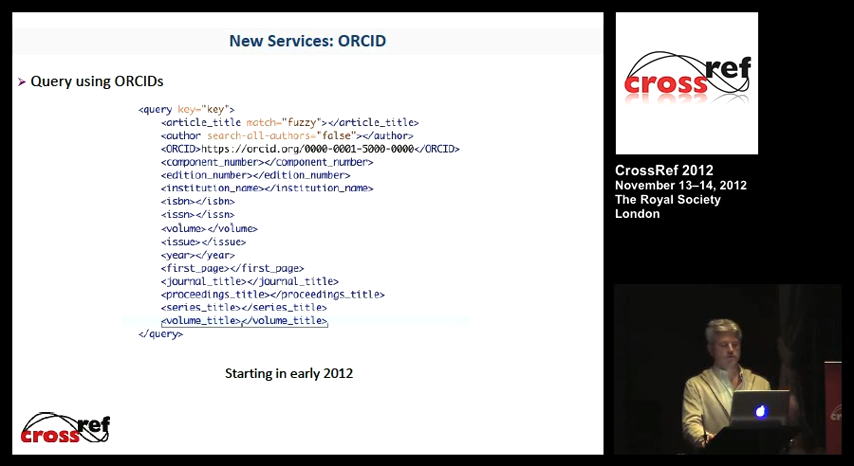 New Services: ORCID
➢ Query using ORCIDs
<query key="key">
<article_title match="fuzzy"></article_title>
<author search-all-authors="false"></author>
<ORCID>https://orcid.org/0000-0001-5000-0000</ORCID>
<component_number></component_number>
<edition_number></edition_number>
<institution_name></institution_name>
<isbn></isbn>
<issn></issn>
<volume></volume>
<issue></issue>
<year></year>
<first_page></first_page>
<journal_title></journal_title>
<proceedings_title></proceedings_title>
<series_title></series_title>
<volume_title></volume_title>
</query>
Starting in early 2012
crossref
crossref
CrossRef 2012
November 13–14, 2012
The Royal Society
London